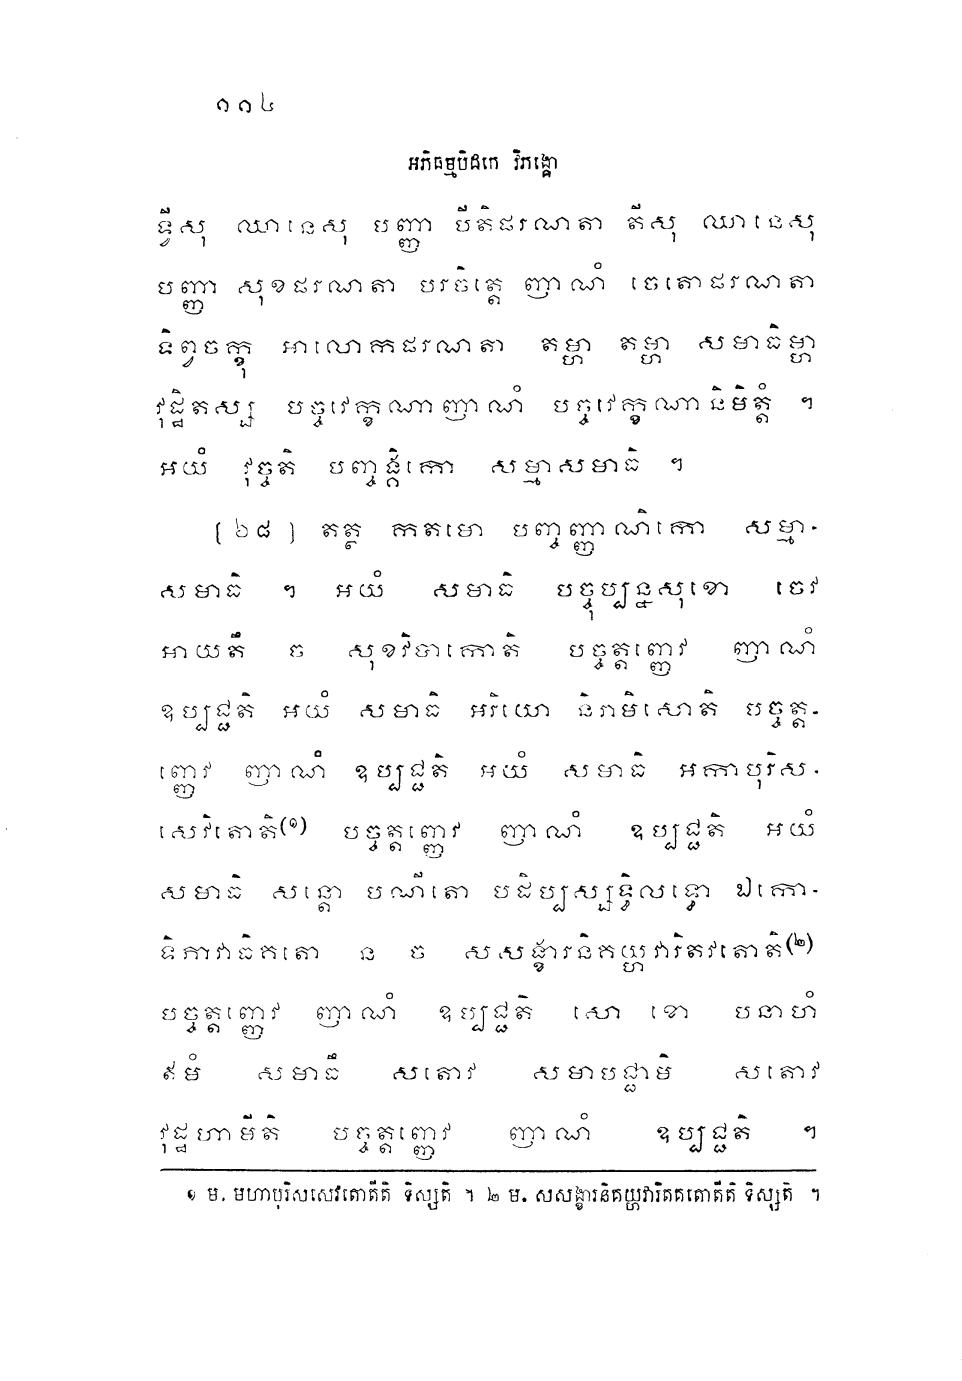 ១១៤
អភិធម្មបិដកេ វិភង្គោ
ទ្វីសុ ឈានេសុ បញ្ញា បីតិផរណតា តីសុ ឈានេសុ
បញ្ញា សុខផរណតា បរចិត្តេ ញាណំ ចេតោផរណតា
ទិព្វចក្ខុ អាលោកផរណតា តម្ហា តម្ហា សមាធិម្ហា
វុដ្ឋិតស្ស បច្ចវេក្ខណាញាណំ បច្ចវេក្ខណានិមិត្តំ ។
អយំ វុច្ចតិ បញ្ចង្គិកោ សម្មាសមាធិ ។
(៦៨) តត្ថ កតមោ បញ្ចញ្ញាណិកោ សម្មា-
សមាធិ ។ អយំ សមាធិ បច្ចុប្បន្នសុខោ ចេវ
អាយតឹ ច សុខវិបាកោតិ បច្ចត្តញ្ញេវ ញាណំ
ឧប្បជ្ជតិ អយំ សមាធិ អរិយោ និរាមិសោតិ បច្ចត្ត-
ញ្ញេវ ញាណំ ឧប្បជ្ជតិ អយំ សមាធិ អកាបុរិស-
សេវិតោតិ(១) បច្ចត្តញ្ញេវ ញាណំ ឧប្បជ្ជតិ អយំ
សមាធិ សន្តោ បណីតោ បដិប្បស្សទ្ធិលទ្ធោ ឯកោ-
ទិភាវាធិគតោ ន ច សសង្ខារនិគយ្ហវារិតវតោតិ(២)
បច្ចត្តញ្ញេវ ញាណំ ឧប្បជ្ជតិ សោ ខោ បនាហំ
ឥមំ សមាធឹ សតោវ សមាបជ្ជាមិ សតោវ
វុដ្ឋហាមីតិ បច្ចត្តញ្ញេវ ញាណំ ឧប្បជ្ជតិ ។
១ ម. មហាបុរិសសេវតោតីតិ ទិស្សតិ ។ ២ ម. សសង្ខារនិគយ្ហវារិតគតោតីតិ ទិស្សតិ ។